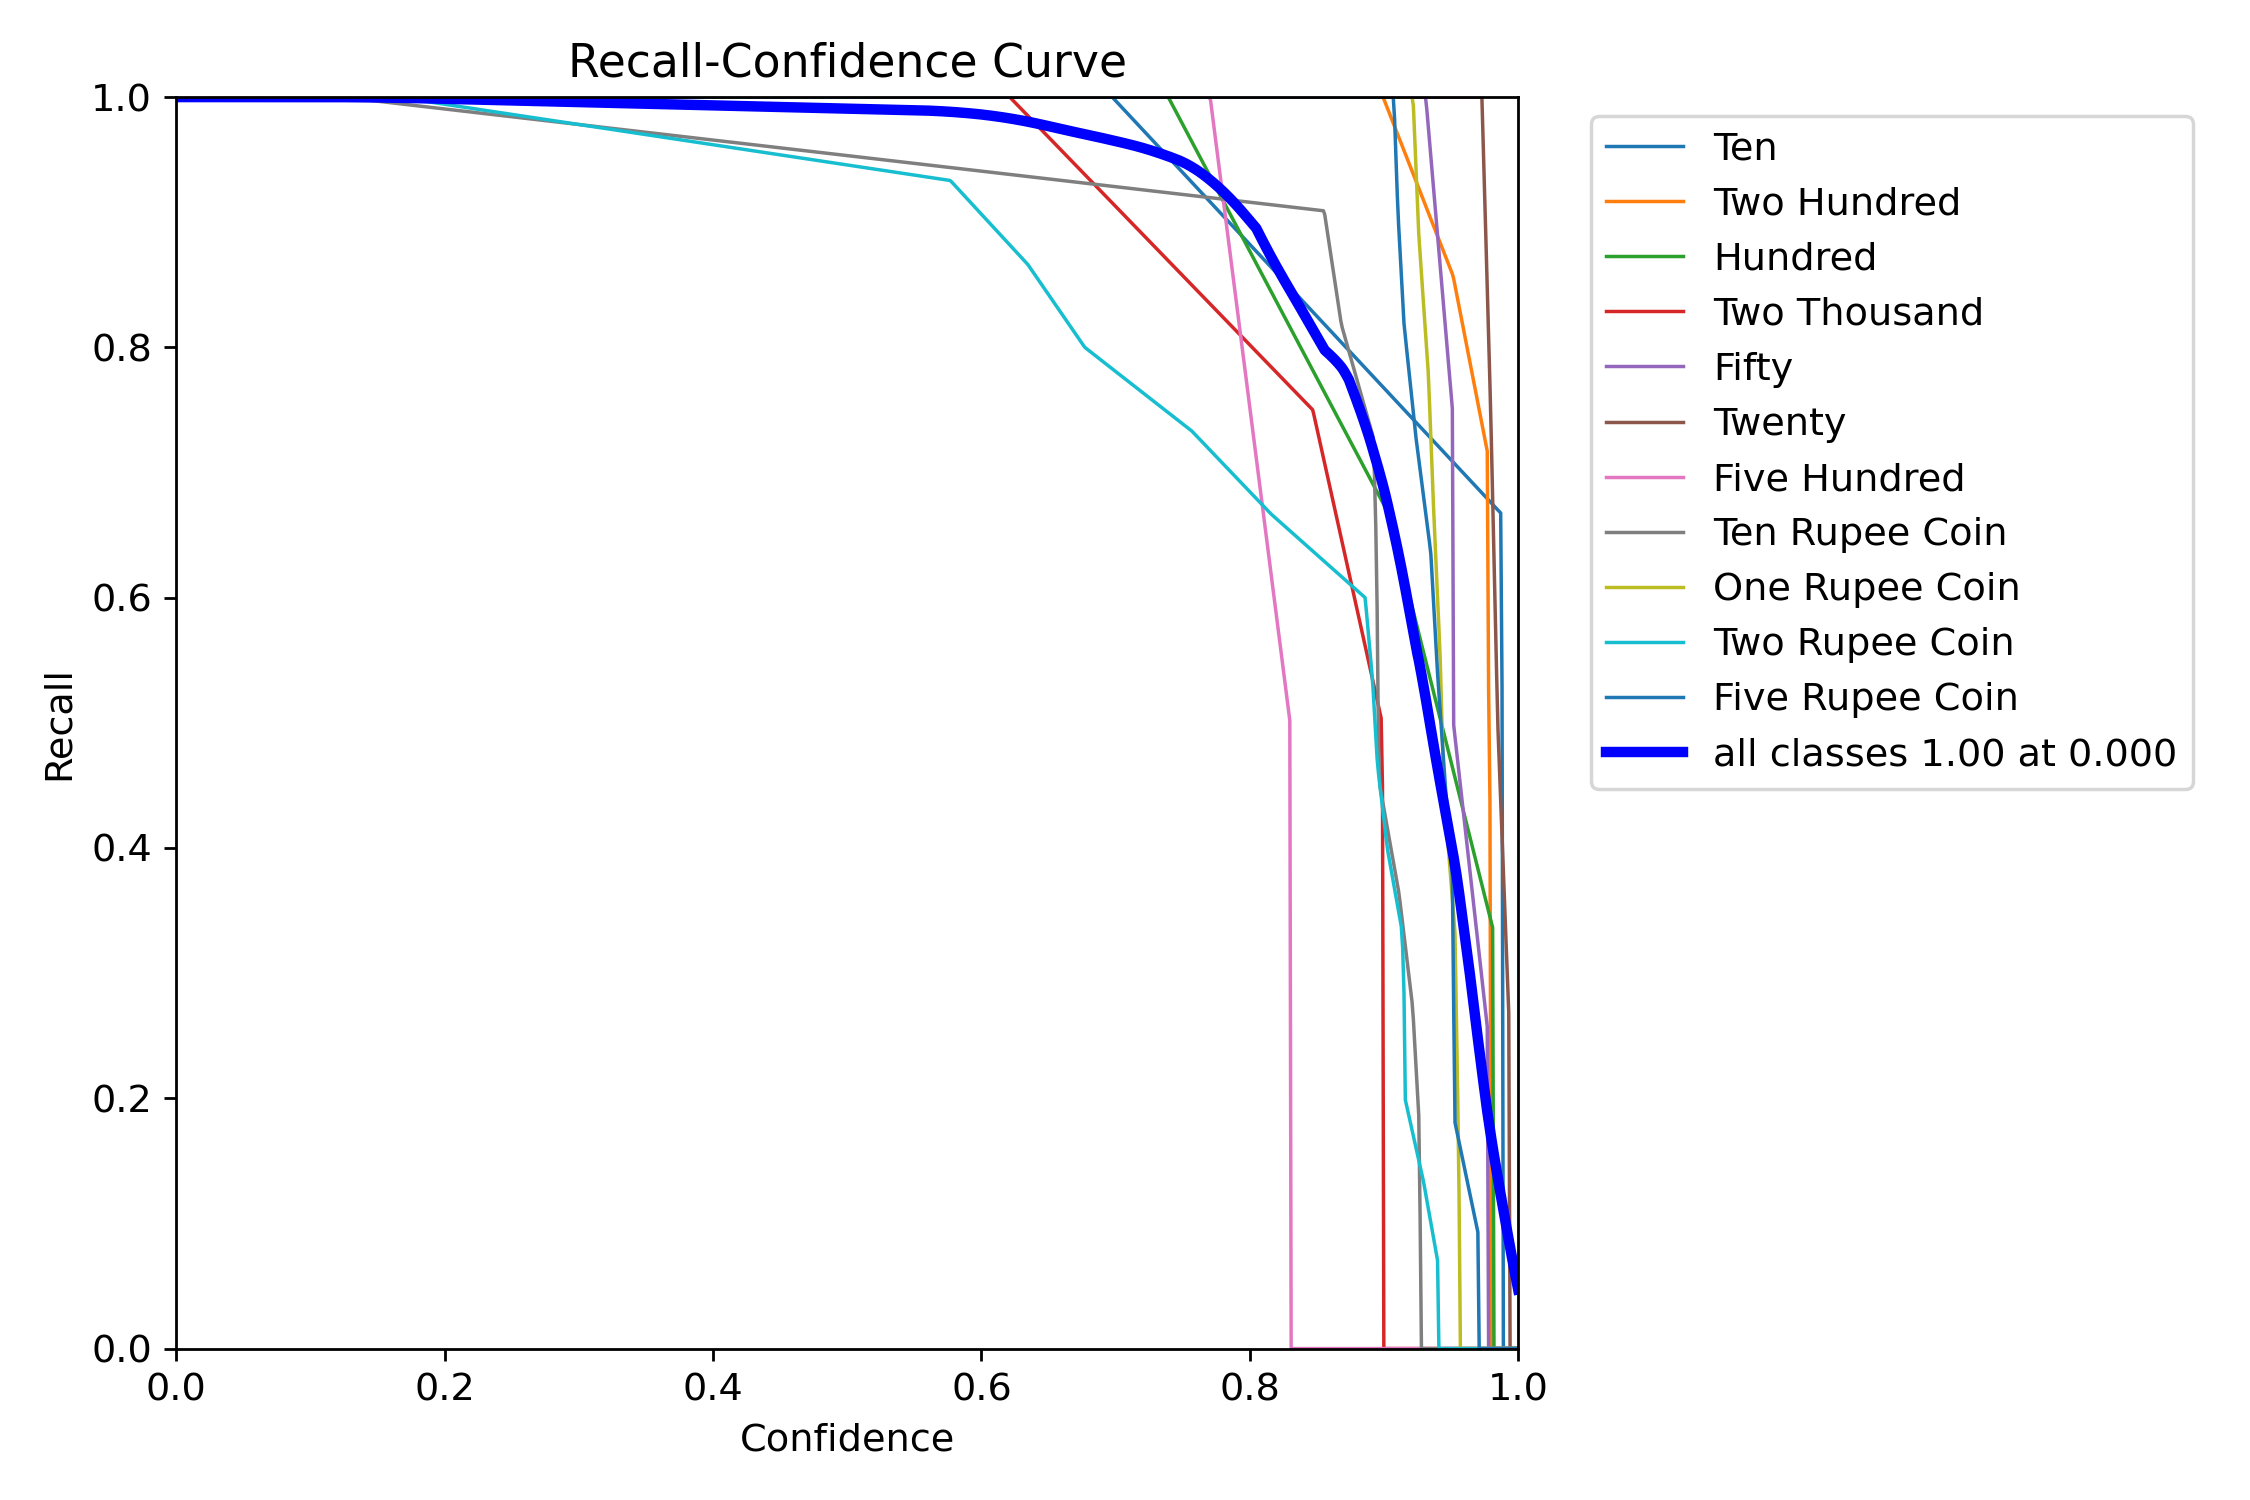 Recall-Confidence Curve
1.0
0.8
0.6
0.4
0.2
0.0
Recall
0.0 0.2 0.4 0.6 0.8 1.0
Confidence
Ten
Two Hundred
Hundred
Two Thousand
Fifty
Twenty
Five Hundred
Ten Rupee Coin
One Rupee Coin
Two Rupee Coin
Five Rupee Coin
all classes 1.00 at 0.000